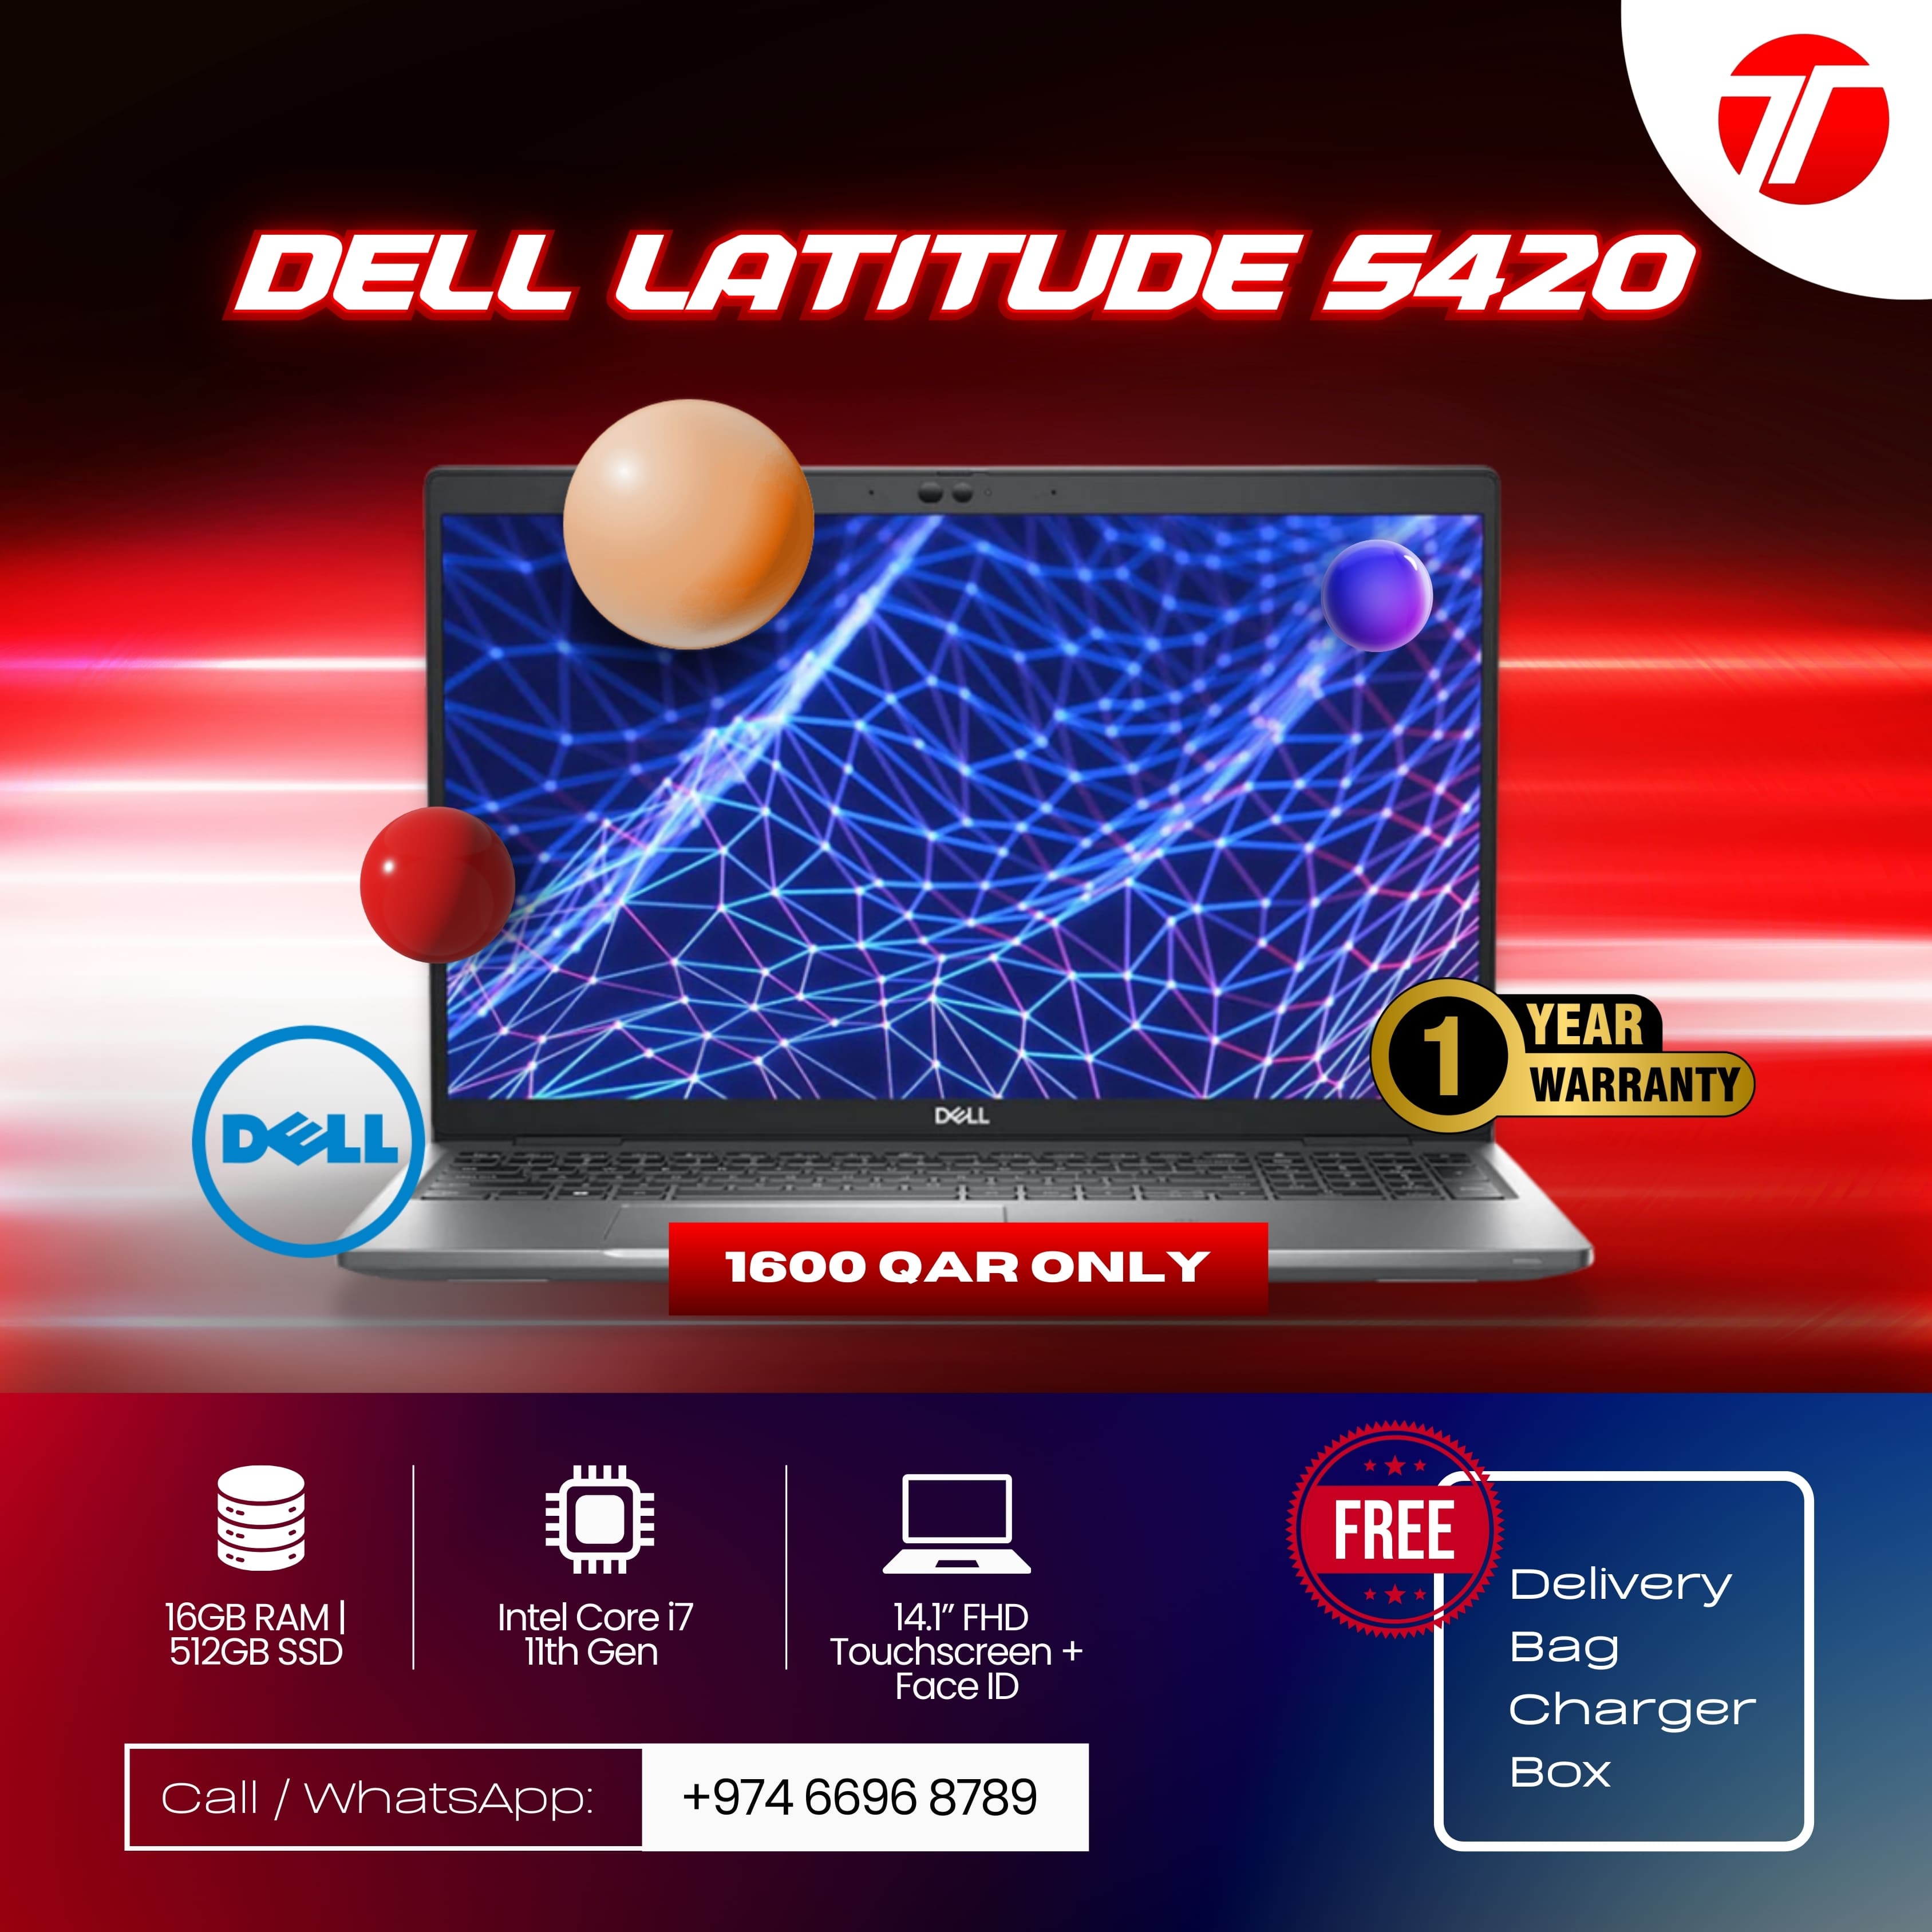 DELL LATITUDE 5420
DELL
1 YEAR
WARRANTY
DELL
1600 QAR ONLY
16GB RAM |
512GB SSD
Intel Core i7
11th Gen
14.1” FHD
Touchscreen +
Face ID
FREE
Delivery
Bag
Charger
Box
Call / WhatsApp:
+974 6696 8789